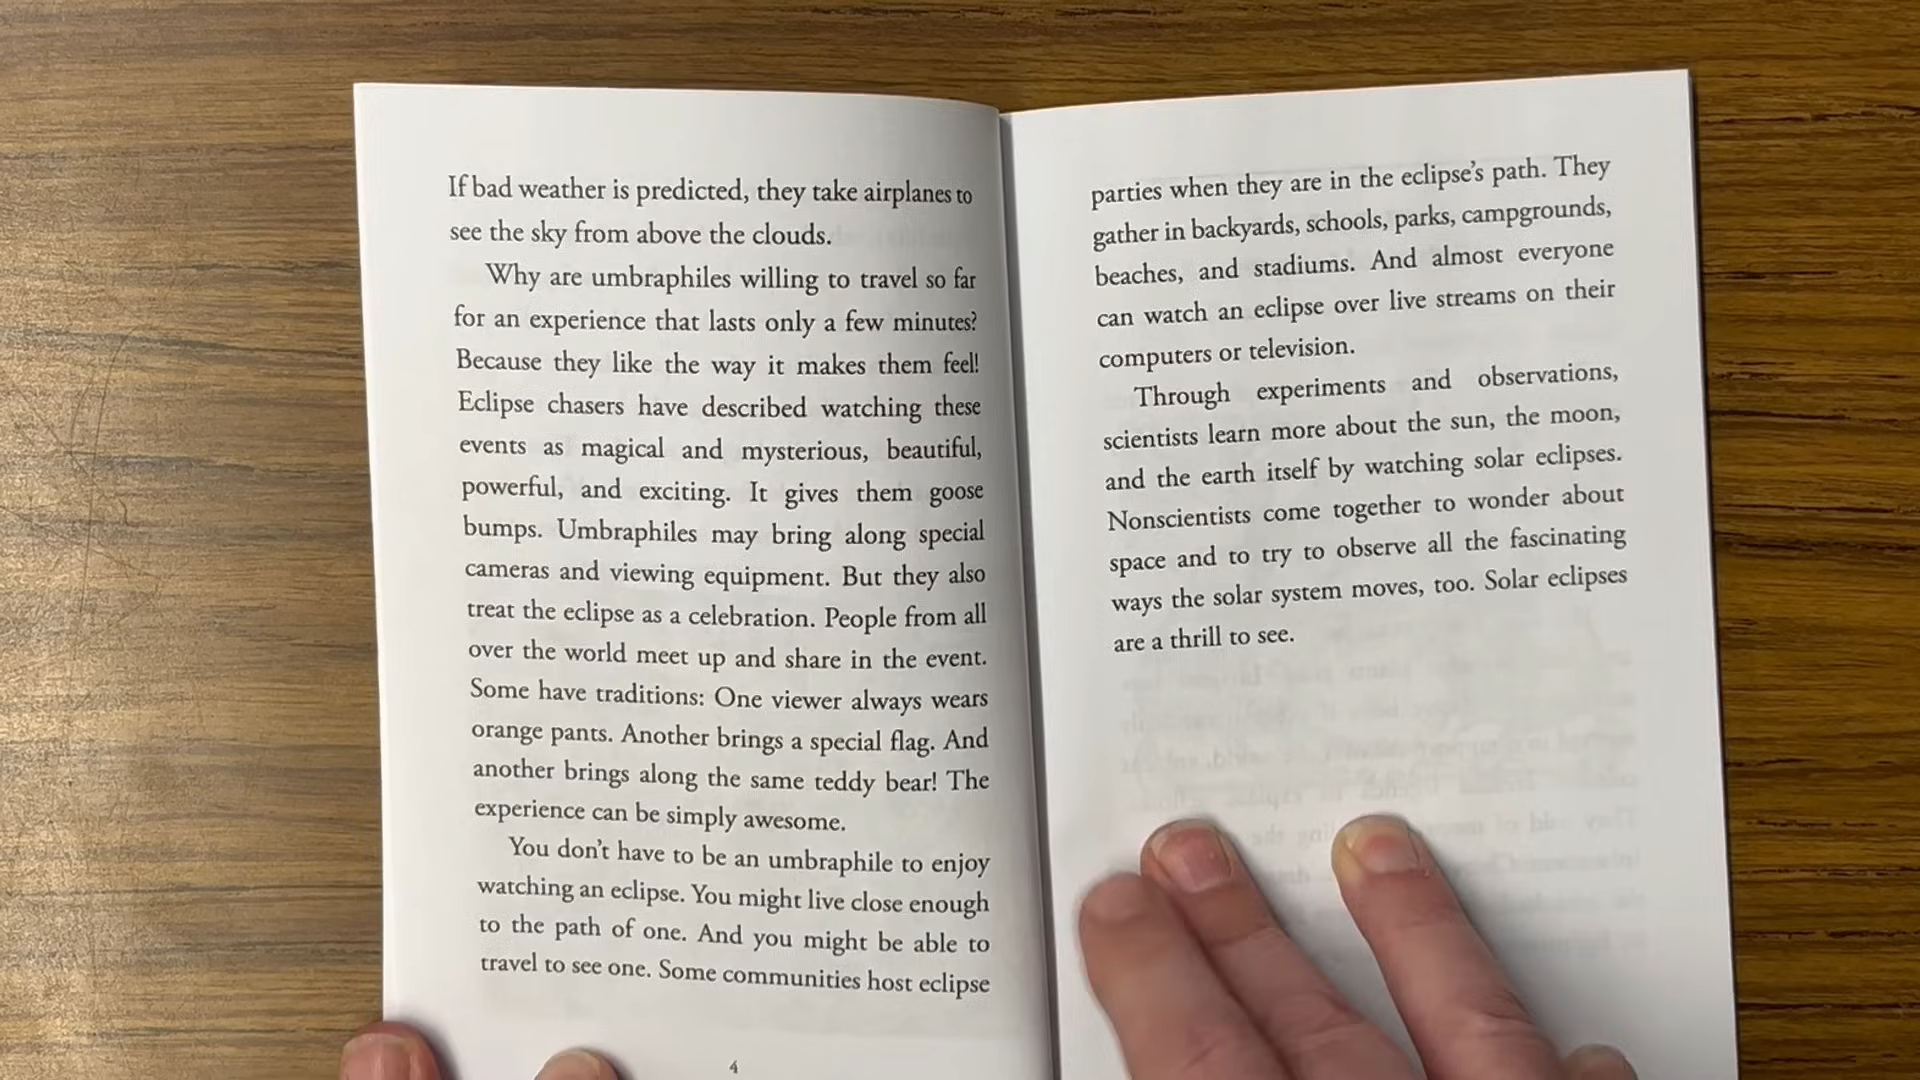 If bad weather is predicted, they take airplanes to
see the sky from above the clouds.
Why are umbraphiles willing to travel so far
for an experience that lasts only a few minutes?
Because they like the way it makes them feel!
Eclipse chasers have described watching these
events as magical and mysterious, beautiful,
powerful, and exciting. It gives them goose
bumps. Umbraphiles may bring along special
cameras and viewing equipment. But they also
treat the eclipse as a celebration. People from all
over the world meet up and share in the event.
Some have traditions: One viewer always wears
orange pants. Another brings a special flag. And
another brings along the same teddy bear! The
experience can be simply awesome.
You don’t have to be an umbraphile to enjoy
watching an eclipse. You might live close enough
to the path of one. And you might be able to
travel to see one. Some communities host eclipse
4
parties when they are in the eclipse’s path. They
gather in backyards, schools, parks, campgrounds,
beaches, and stadiums. And almost everyone
can watch an eclipse over live streams on their
computers or television.
Through experiments and observations,
scientists learn more about the sun, the moon,
and the earth itself by watching solar eclipses.
Nonscientists come together to wonder about
space and to try to observe all the fascinating
ways the solar system moves, too. Solar eclipses
are a thrill to see.